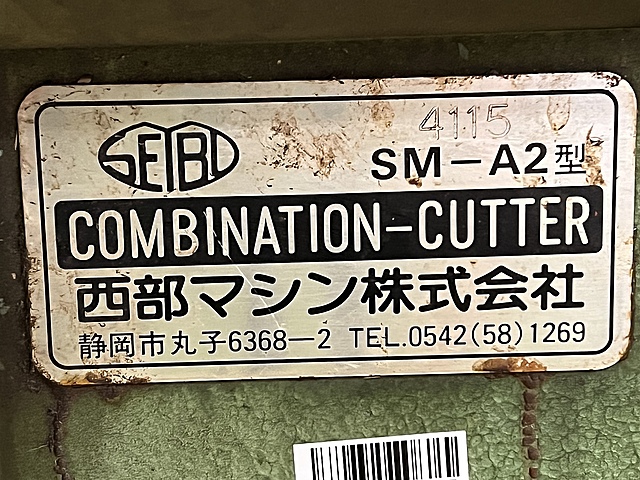 4115
SEIBU
SM-A2型
COMBINATION-CUTTER
西部マシン株式会社
静岡市丸子6368-2 TEL.0542(58)1269